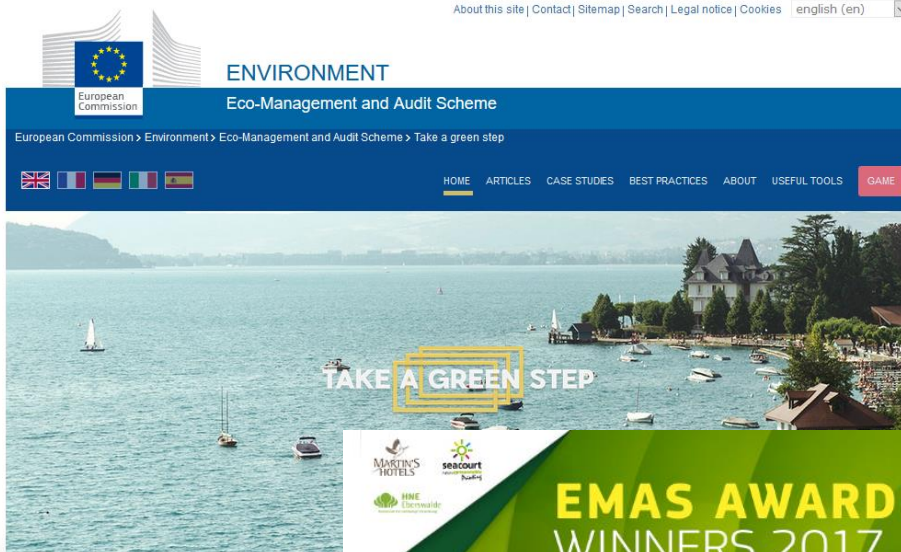 About this site | Contact | Sitemap | Search | Legal notice | Cookies english (en)
ENVIRONMENT
European
Commission
Eco-Management and Audit Scheme
European Commission > Environment > Eco-Management and Audit Scheme > Take a green step
HOME ARTICLES CASE STUDIES BEST PRACTICES ABOUT USEFUL TOOLS GAME
TAKE A GREEN STEP
MARTIN'S
HOTELS
seacourt
Printing
HNE
Eberswalde
EMAS AWARD
WINNERS 2017